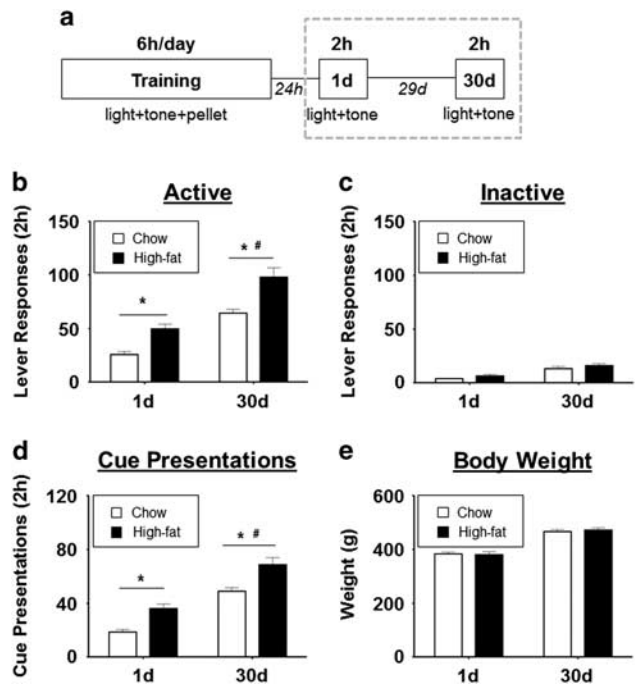 a
6h/day 2h 2h
Training 24h 1d 29d 30d
light+tone+pellet light+tone light+tone
b Active
Lever Responses (2h)
150
100
50
0
Chow
High-fat
*
* #
1d 30d
c Inactive
Lever Responses (2h)
150
100
50
0
Chow
High-fat
1d 30d
d Cue Presentations
Cue Presentations (2h)
120
80
40
0
Chow
High-fat
*
* #
1d 30d
e Body Weight
Weight (g)
600
400
200
0
Chow
High-fat
1d 30d